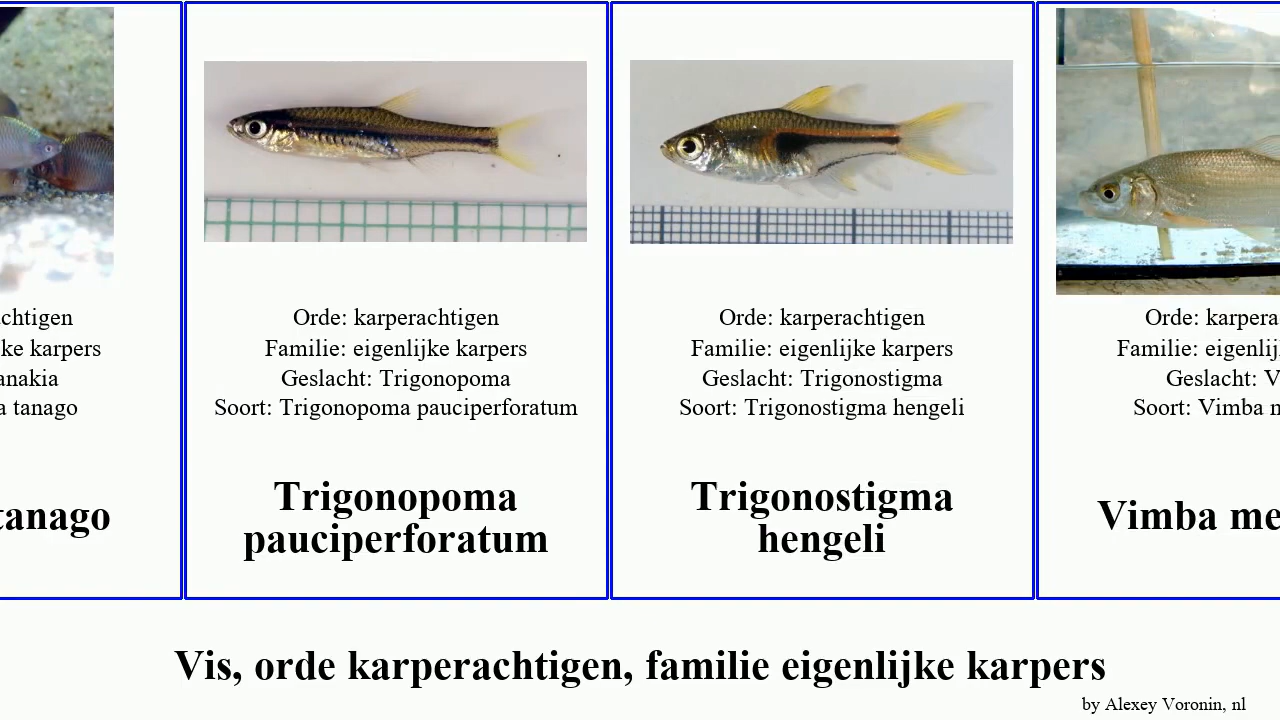 chtigen
ke karpers
anakia
a tanago
tanago
Orde: karperachtigen
Familie: eigenlijke karpers
Geslacht: Trigonopoma
Soort: Trigonopoma pauciperforatum
Trigonopoma
pauciperforatum
Orde: karperachtigen
Familie: eigenlijke karpers
Geslacht: Trigonostigma
Soort: Trigonostigma hengeli
Trigonostigma
hengeli
Orde: karpera
Familie: eigenlij
Geslacht: V
Soort: Vimba m
Vimba me
Vis, orde karperachtigen, familie eigenlijke karpers
by Alexey Voronin, nl